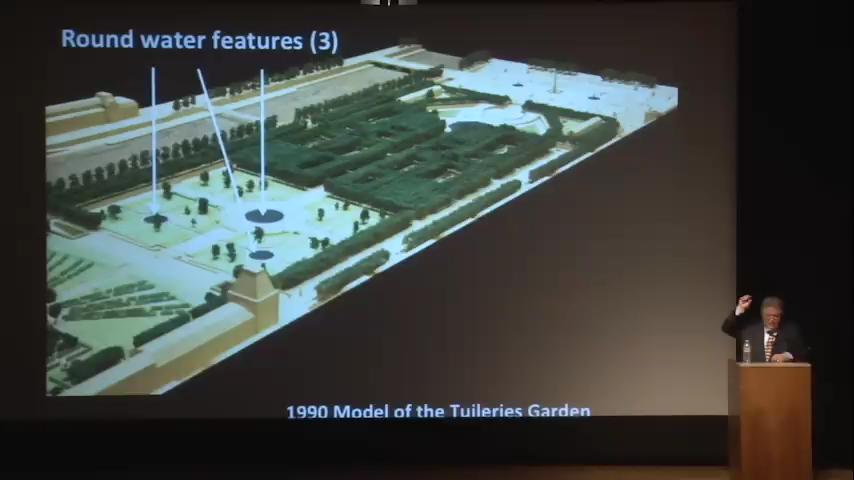 Round water features (3)
1990 Model of the Tuileries Garden